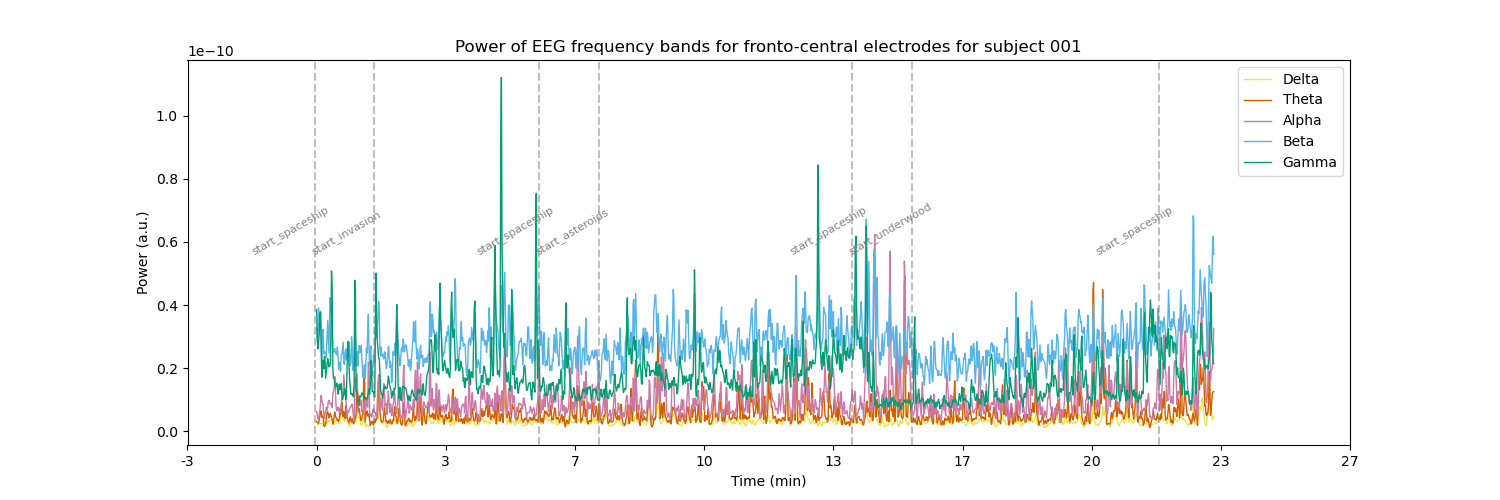 Power of EEG frequency bands for fronto-central electrodes for subject 001
1e−10
Delta
Theta
Alpha
Beta
Gamma
1.0
0.8
0.6
0.4
0.2
0.0
Power (a.u.)
start_spaceship
start_invasion
start_spaceship
start_asteroids
start_spaceship
start_underwood
start_spaceship
-3
0
3
7
10
13
17
20
23
27
Time (min)